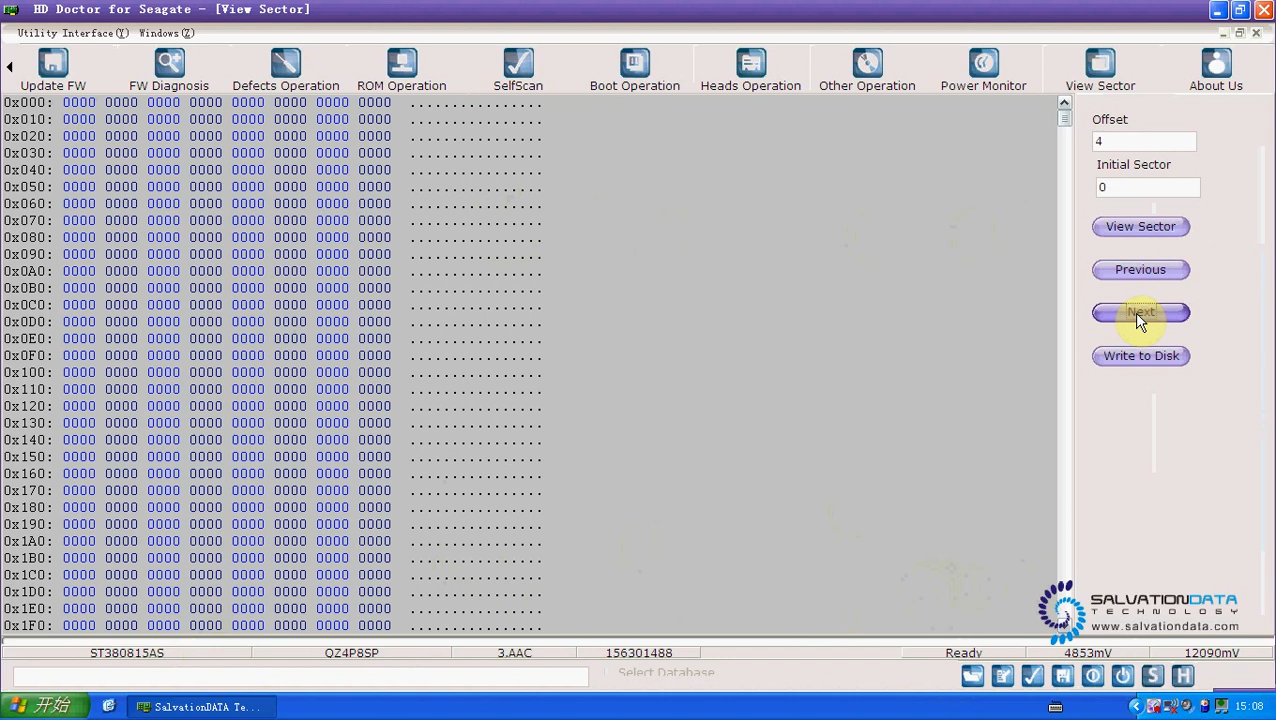 HD Doctor for Seagate - [View Sector]
Utility Interface(Y) Windows(Z)
Update FW FW Diagnosis Defects Operation ROM Operation SelfScan Boot Operation Heads Operation Other Operation Power Monitor View Sector About Us
0x000: 0000 0000 0000 0000 0000 0000 0000 0000 ................
0x010: 0000 0000 0000 0000 0000 0000 0000 0000 ................
0x020: 0000 0000 0000 0000 0000 0000 0000 0000 ................
0x030: 0000 0000 0000 0000 0000 0000 0000 0000 ................
0x040: 0000 0000 0000 0000 0000 0000 0000 0000 ................
0x050: 0000 0000 0000 0000 0000 0000 0000 0000 ................
0x060: 0000 0000 0000 0000 0000 0000 0000 0000 ................
0x070: 0000 0000 0000 0000 0000 0000 0000 0000 ................
0x080: 0000 0000 0000 0000 0000 0000 0000 0000 ................
0x090: 0000 0000 0000 0000 0000 0000 0000 0000 ................
0x0A0: 0000 0000 0000 0000 0000 0000 0000 0000 ................
0x0B0: 0000 0000 0000 0000 0000 0000 0000 0000 ................
0x0C0: 0000 0000 0000 0000 0000 0000 0000 0000 ................
0x0D0: 0000 0000 0000 0000 0000 0000 0000 0000 ................
0x0E0: 0000 0000 0000 0000 0000 0000 0000 0000 ................
0x0F0: 0000 0000 0000 0000 0000 0000 0000 0000 ................
0x100: 0000 0000 0000 0000 0000 0000 0000 0000 ................
0x110: 0000 0000 0000 0000 0000 0000 0000 0000 ................
0x120: 0000 0000 0000 0000 0000 0000 0000 0000 ................
0x130: 0000 0000 0000 0000 0000 0000 0000 0000 ................
0x140: 0000 0000 0000 0000 0000 0000 0000 0000 ................
0x150: 0000 0000 0000 0000 0000 0000 0000 0000 ................
0x160: 0000 0000 0000 0000 0000 0000 0000 0000 ................
0x170: 0000 0000 0000 0000 0000 0000 0000 0000 ................
0x180: 0000 0000 0000 0000 0000 0000 0000 0000 ................
0x190: 0000 0000 0000 0000 0000 0000 0000 0000 ................
0x1A0: 0000 0000 0000 0000 0000 0000 0000 0000 ................
0x1B0: 0000 0000 0000 0000 0000 0000 0000 0000 ................
0x1C0: 0000 0000 0000 0000 0000 0000 0000 0000 ................
0x1D0: 0000 0000 0000 0000 0000 0000 0000 0000 ................
0x1E0: 0000 0000 0000 0000 0000 0000 0000 0000 ................
0x1F0: 0000 0000 0000 0000 0000 0000 0000 0000 ................
Offset
4
Initial Sector
0
View Sector
Previous
Next
Write to Disk
SALVATIONDATA
TECHNOLOGY
www.salvationdata.com
ST380815AS QZ4P8SP 3.AAC 156301488 Ready 4853mV 12090mV
Select Database
S H
开始 SalvationDATA Te... 15:08